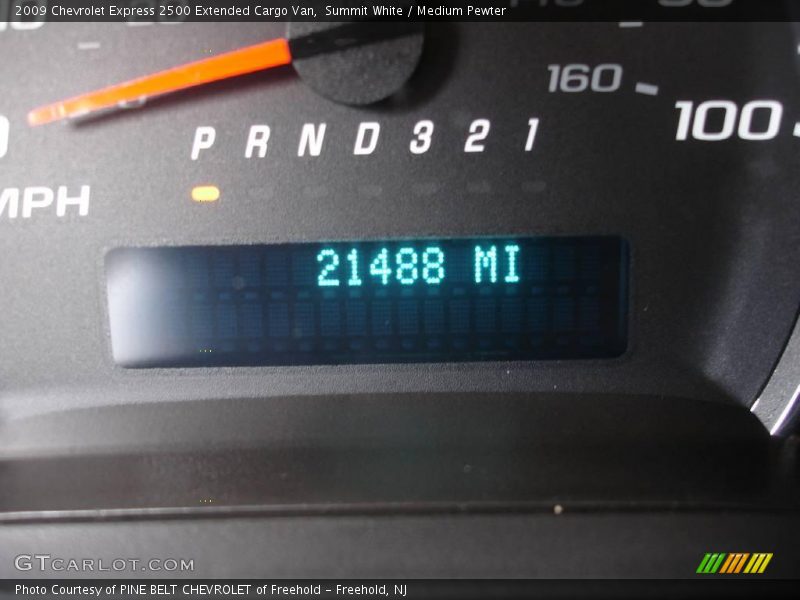 2009 Chevrolet Express 2500 Extended Cargo Van,  Summit White / Medium Pewter
160
100
P R N D 3 2 1
MPH
21488 MI
GTCARLOT.COM
Photo Courtesy of PINE BELT CHEVROLET of Freehold - Freehold, NJ